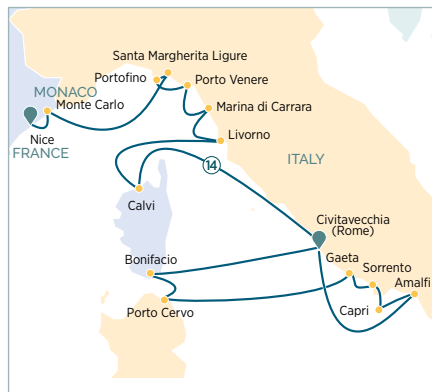 Santa Margherita Ligure
Portofino
Porto Venere
MONACO
Monte Carlo
Marina di Carrara
Nice
FRANCE
Livorno
ITALY
14
Calvi
Civitavecchia
(Rome)
Bonifacio
Gaeta
Sorrento
Amalfi
Capri
Porto Cervo